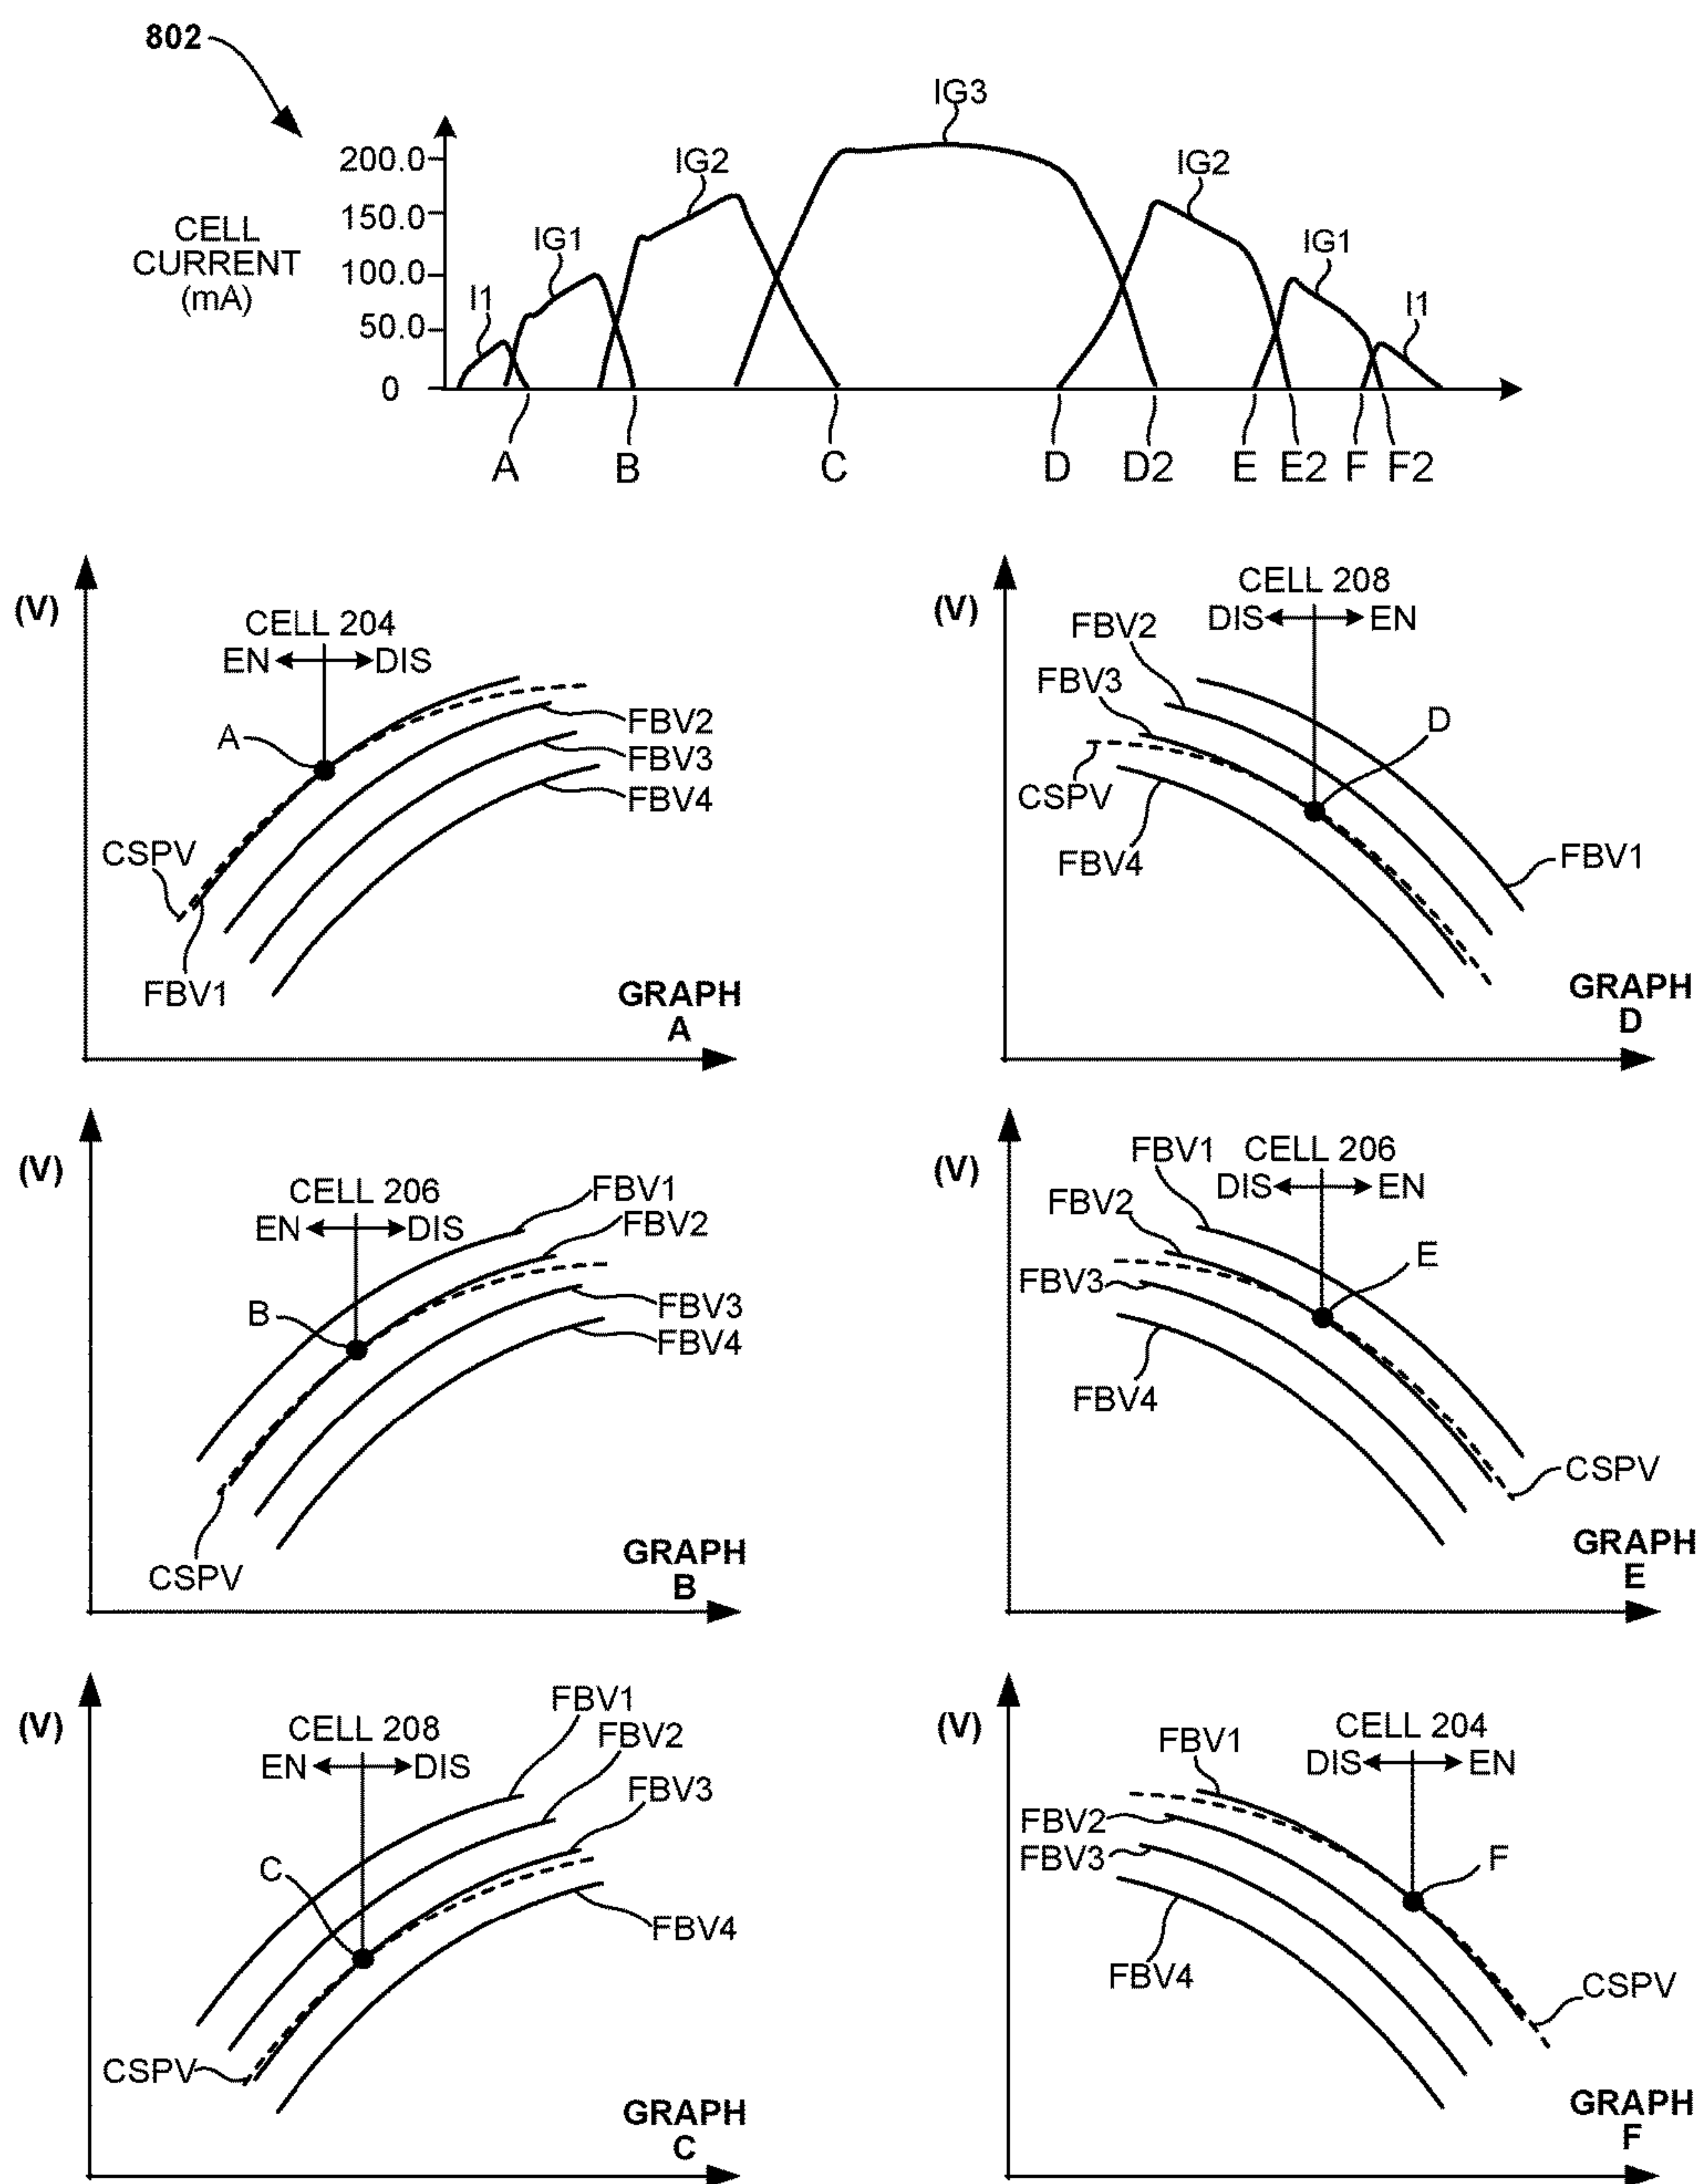 802
IG3
200.0
IG2
IG2
150.0
CELL
CURRENT
(mA)
IG1
IG1
100.0
I1
I1
50.0
0
A
B
C
D
D2
E
E2
F
F2
(V)
CELL 204
EN
DIS
A
FBV2
FBV3
FBV4
CSPV
FBV1
GRAPH
A
(V)
CELL 208
DIS
EN
FBV2
FBV3
D
CSPV
FBV4
FBV1
GRAPH
D
(V)
CELL 206
EN
DIS
FBV1
FBV2
B
FBV3
FBV4
CSPV
GRAPH
B
(V)
FBV1
CELL 206
DIS
EN
FBV2
E
FBV3
FBV4
CSPV
GRAPH
E
(V)
FBV1
CELL 208
FBV2
EN
DIS
FBV3
C
FBV4
CSPV
GRAPH
C
(V)
CELL 204
FBV1
DIS
EN
FBV2
FBV3
F
FBV4
CSPV
GRAPH
F